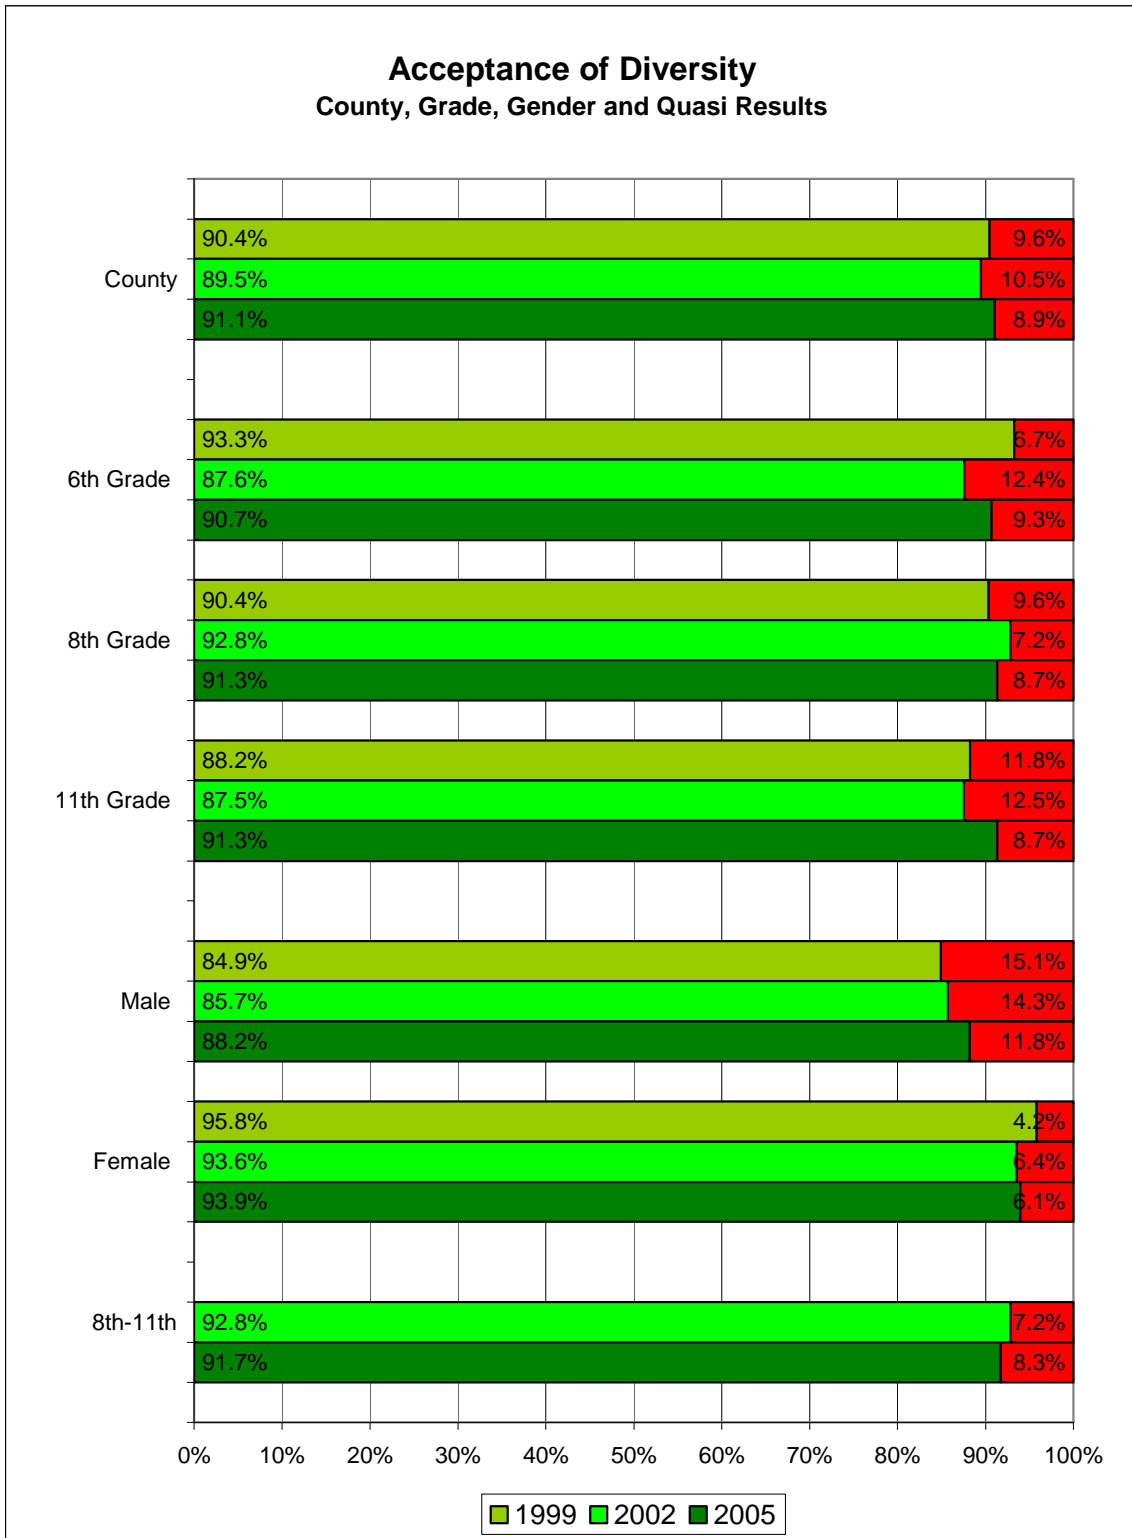 Acceptance of Diversity
County, Grade, Gender and Quasi Results
90.4% 9.6%
County 89.5% 10.5%
91.1% 8.9%
93.3% 6.7%
6th Grade 87.6% 12.4%
90.7% 9.3%
90.4% 9.6%
8th Grade 92.8% 7.2%
91.3% 8.7%
88.2% 11.8%
11th Grade 87.5% 12.5%
91.3% 8.7%
84.9% 15.1%
Male 85.7% 14.3%
88.2% 11.8%
95.8% 4.2%
Female 93.6% 6.4%
93.9% 6.1%
8th-11th 92.8% 7.2%
91.7% 8.3%
0% 10% 20% 30% 40% 50% 60% 70% 80% 90% 100%
1999 2002 2005